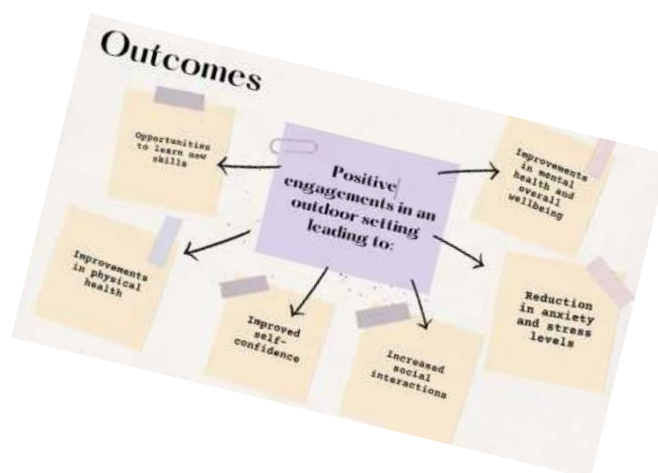 Outcomes
Opportunities
to learn new
skills
Positive
engagements in an
outdoor setting
leading to:
Improvements
in mental
health and
overall
wellbeing
Improvements
in physical
health
Improved
self-
confidence
Increased
social
interactions
Reduction
in anxiety
and stress
levels